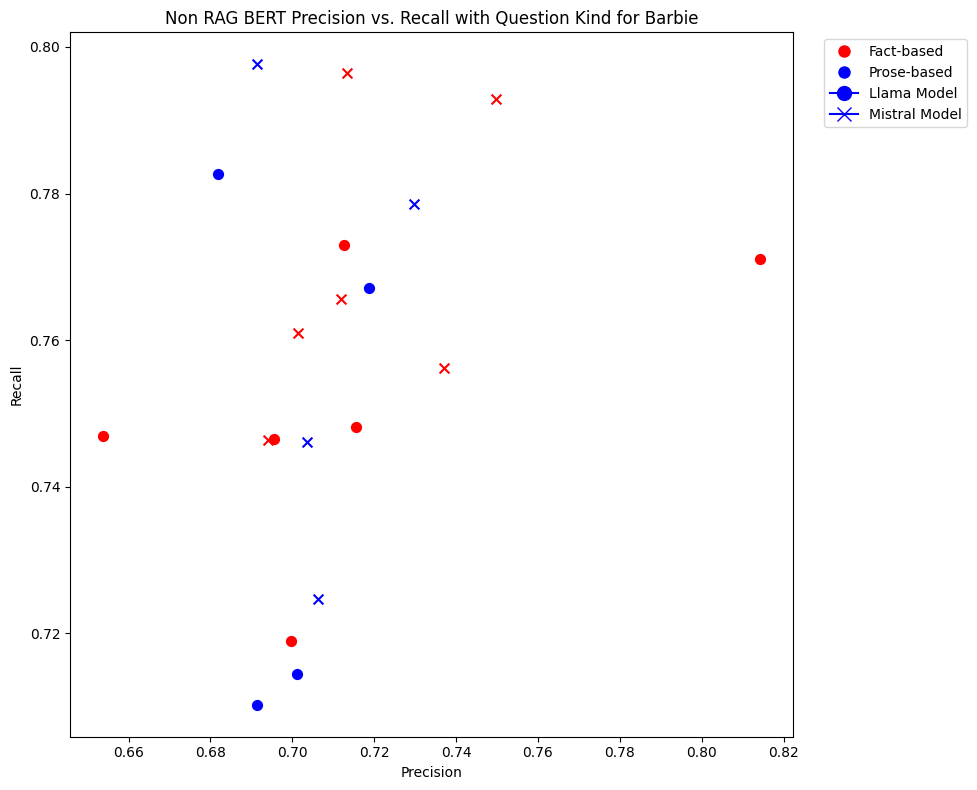 Non RAG BERT Precision vs. Recall with Question Kind for Barbie
Fact-based
Prose-based
Llama Model
Mistral Model
0.80
0.78
0.76
0.74
0.72
Recall
0.66 0.68 0.70 0.72 0.74 0.76 0.78 0.80 0.82
Precision